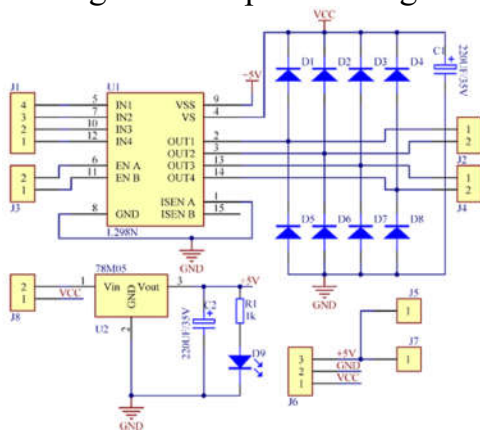 VCC
D1 D2 D3 D4
C1
220UF/35V
+5V
J1
4
3
2
1
5
7
10
12
U1
IN1
IN2
IN3
IN4
VSS
VS
9
4
OUT1
OUT2
OUT3
OUT4
2
3
13
14
1
2
J2
1
2
J4
2
1
J3
6
11
EN A
EN B
8
GND
ISEN A
ISEN B
1
15
L298N
GND
D5 D6 D7 D8
GND
78M05
2
1
J8
VCC
1
Vin
GND
Vout
3
+5V
U2
2
C2
220UF/35V
R1
1k
D9
GND
J5
1
J7
1
3
2
1
+5V
GND
VCC
J6